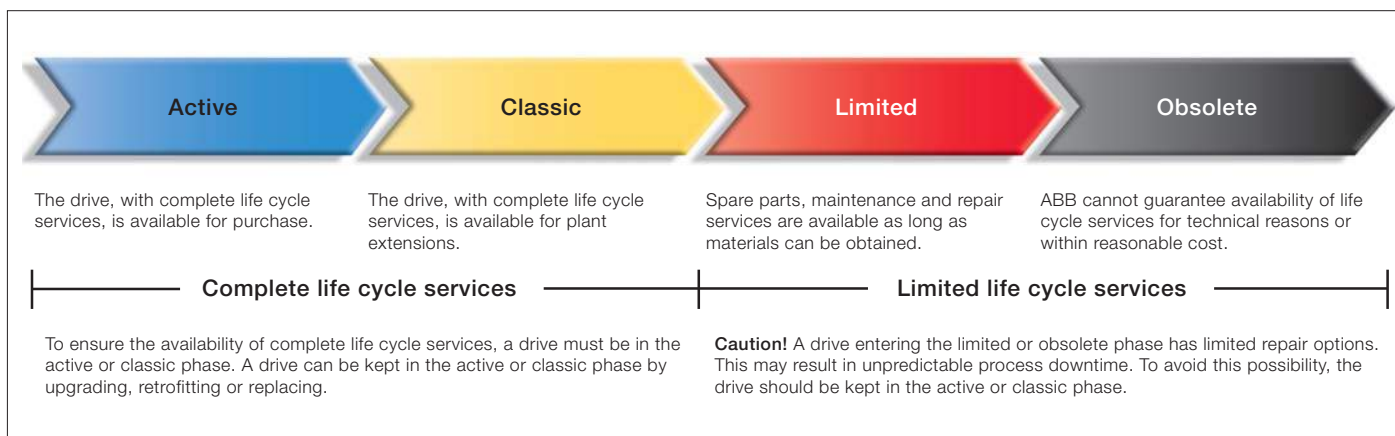 Active
Classic
Limited
Obsolete
The drive, with complete life cycle
services, is available for purchase.
The drive, with complete life cycle
services, is available for plant
extensions.
Spare parts, maintenance and repair
services are available as long as
materials can be obtained.
ABB cannot guarantee availability of life
cycle services for technical reasons or
within reasonable cost.
Complete life cycle services
Limited life cycle services
To ensure the availability of complete life cycle services, a drive must be in the
active or classic phase. A drive can be kept in the active or classic phase by
upgrading, retrofitting or replacing.
Caution! A drive entering the limited or obsolete phase has limited repair options.
This may result in unpredictable process downtime. To avoid this possibility, the
drive should be kept in the active or classic phase.